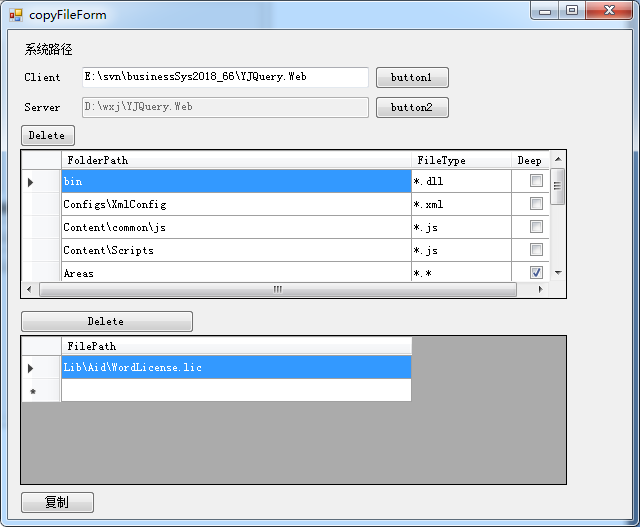 copyFileForm
系统路径
Client E:\svn\businessSys2018_66\YJQuery.Web button1
Server D:\wxj\YJQuery.Web button2
Delete
FolderPath FileType Deep
bin *.dll
Configs\XmlConfig *.xml
Content\common\js *.js
Content\Scripts *.js
Areas *.*
Delete
FilePath
Lib\Aid\WordLicense.lic
复制